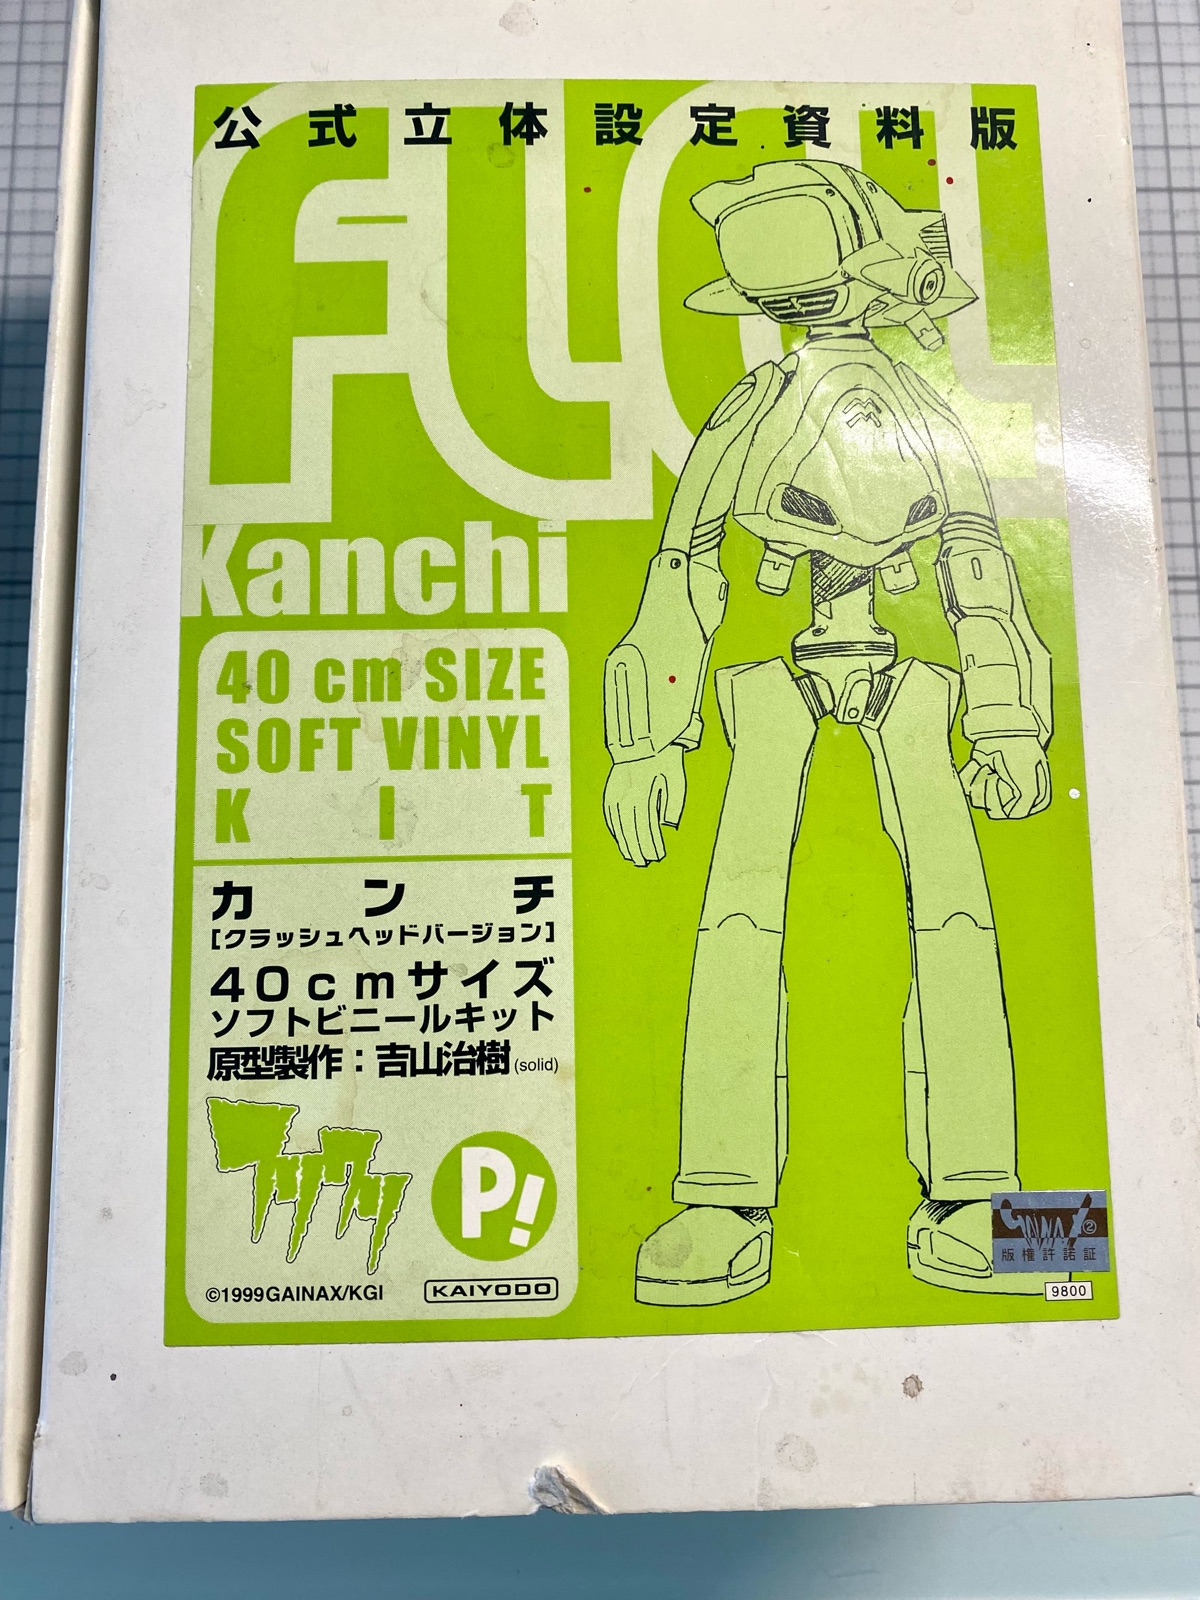 公式立体設定資料版
FLCL
Kanchi
40 cm SIZE
SOFT VINYL
KIT
カンチ
[クラッシュヘッドバージョン]
40cmサイズ
ソフトビニールキット
原型製作：吉山治樹(solid)
フリクリ
P!
©1999GAINAX/KGI
KAIYODO
GAINAX②
版権許諾証
9800